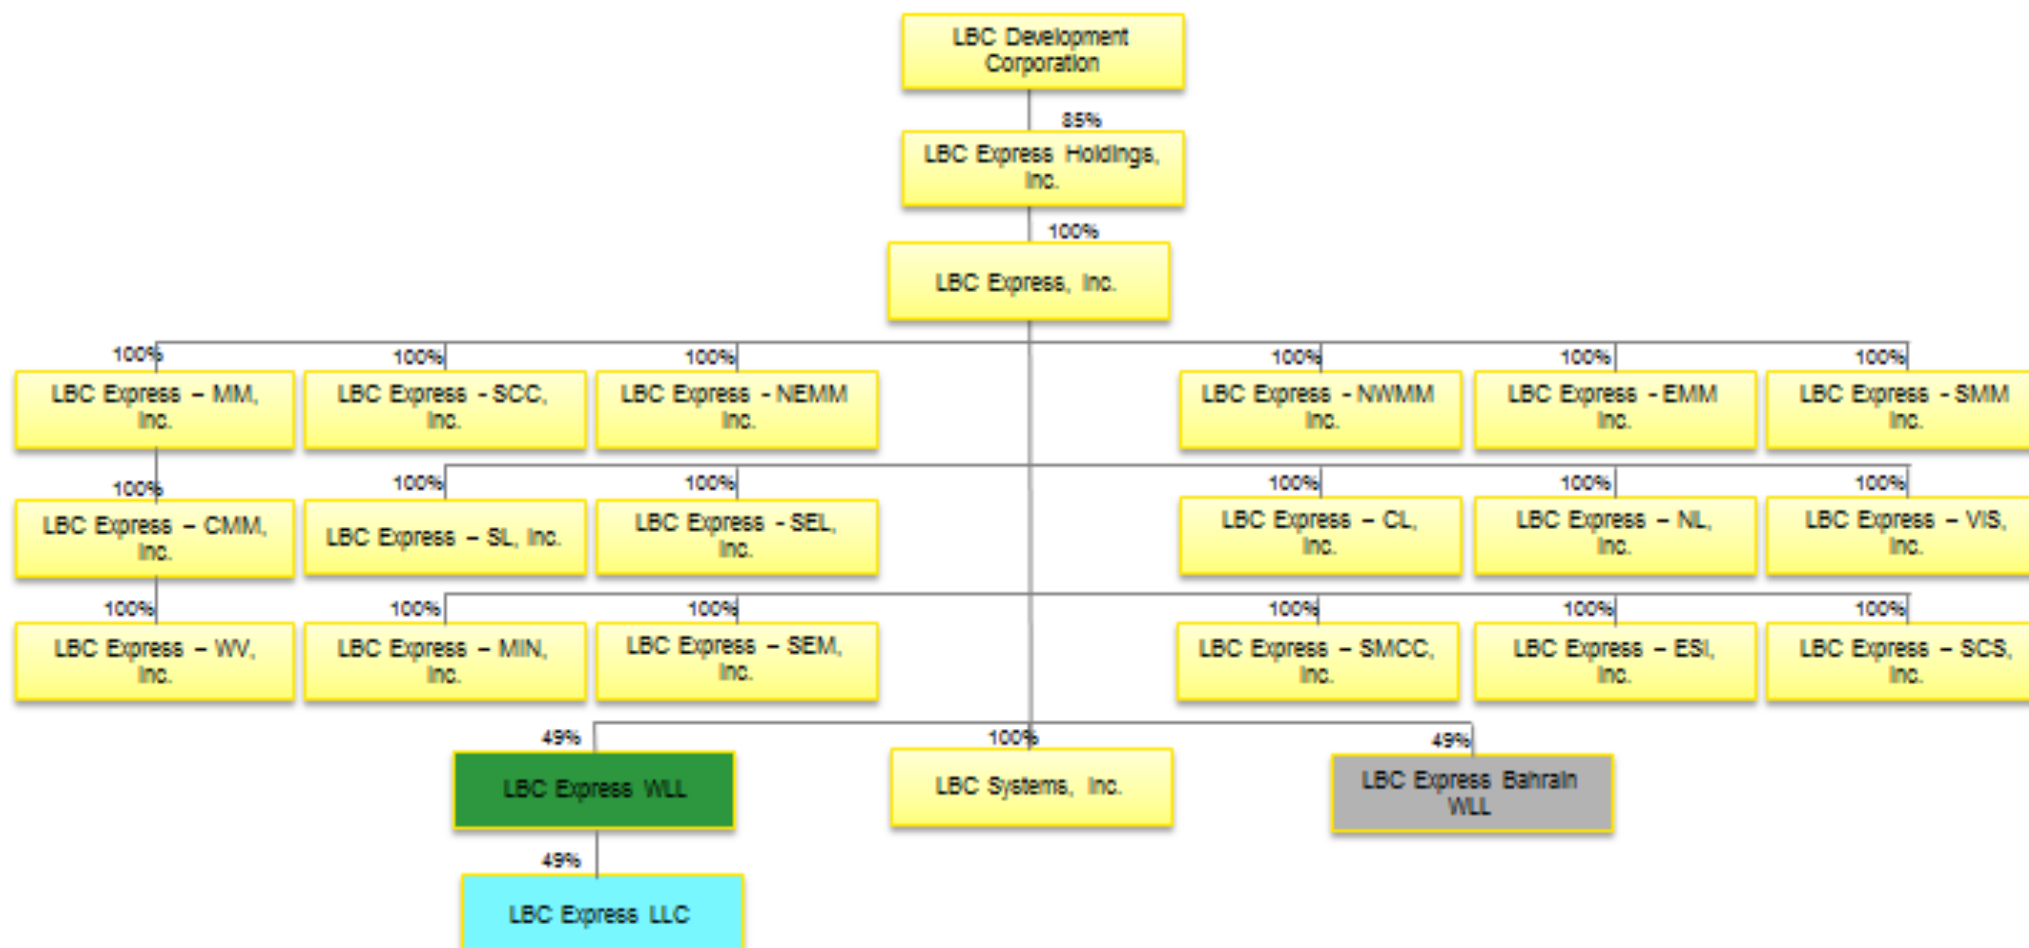 LBC Development
Corporation
85%
LBC Express Holdings,
Inc.
100%
LBC Express, Inc.
100%
100%
100%
100%
100%
100%
LBC Express – MM,
Inc.
LBC Express - SCC,
Inc.
LBC Express - NEMM
Inc.
LBC Express - NWMM
Inc.
LBC Express - EMM
Inc.
LBC Express - SMM
Inc.
100%
100%
100%
100%
100%
100%
LBC Express – CMM,
Inc.
LBC Express – SL, Inc.
LBC Express - SEL,
Inc.
LBC Express – CL,
Inc.
LBC Express – NL,
Inc.
LBC Express – VIS,
Inc.
100%
100%
100%
100%
100%
100%
LBC Express – WV,
Inc.
LBC Express – MIN,
Inc.
LBC Express – SEM,
Inc.
LBC Express – SMCC,
Inc.
LBC Express – ESI,
Inc.
LBC Express – SCS,
Inc.
49%
100%
49%
LBC Express WLL
LBC Systems, Inc.
LBC Express Bahrain
WLL
49%
LBC Express LLC